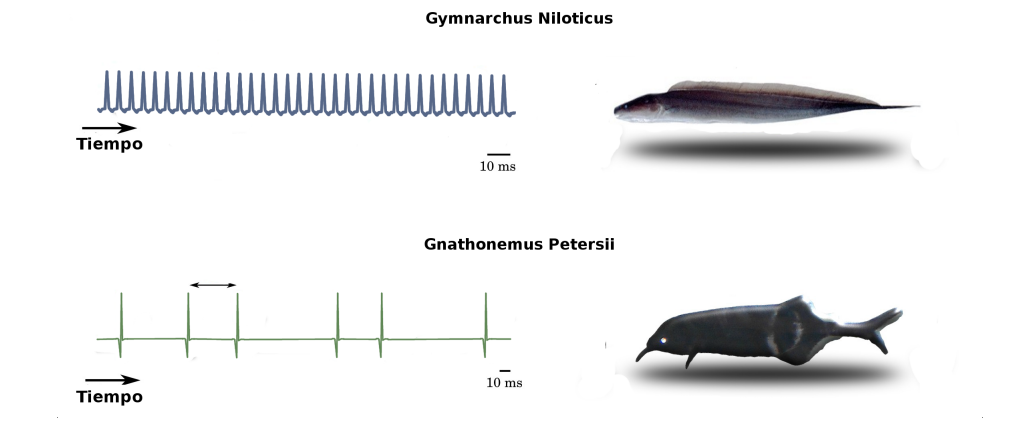 Gymnarchus Niloticus
Tiempo
10 ms
Gnathonemus Petersii
Tiempo
10 ms